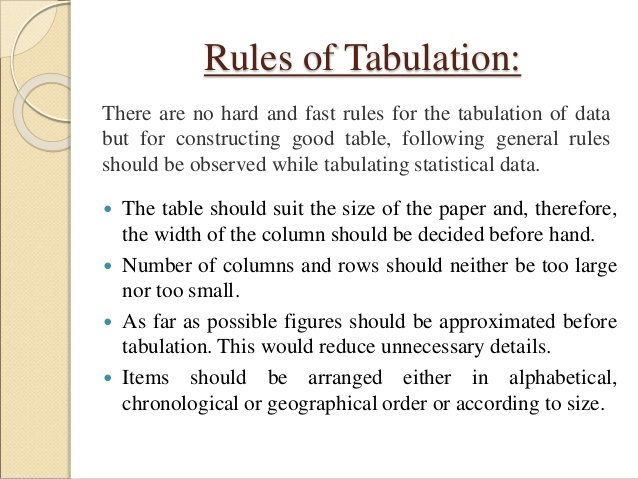 Rules of Tabulation:
There are no hard and fast rules for the tabulation of data
but for constructing good table, following general rules
should be observed while tabulating statistical data.
• The table should suit the size of the paper and, therefore,
the width of the column should be decided before hand.
• Number of columns and rows should neither be too large
nor too small.
• As far as possible figures should be approximated before
tabulation. This would reduce unnecessary details.
• Items should be arranged either in alphabetical,
chronological or geographical order or according to size.